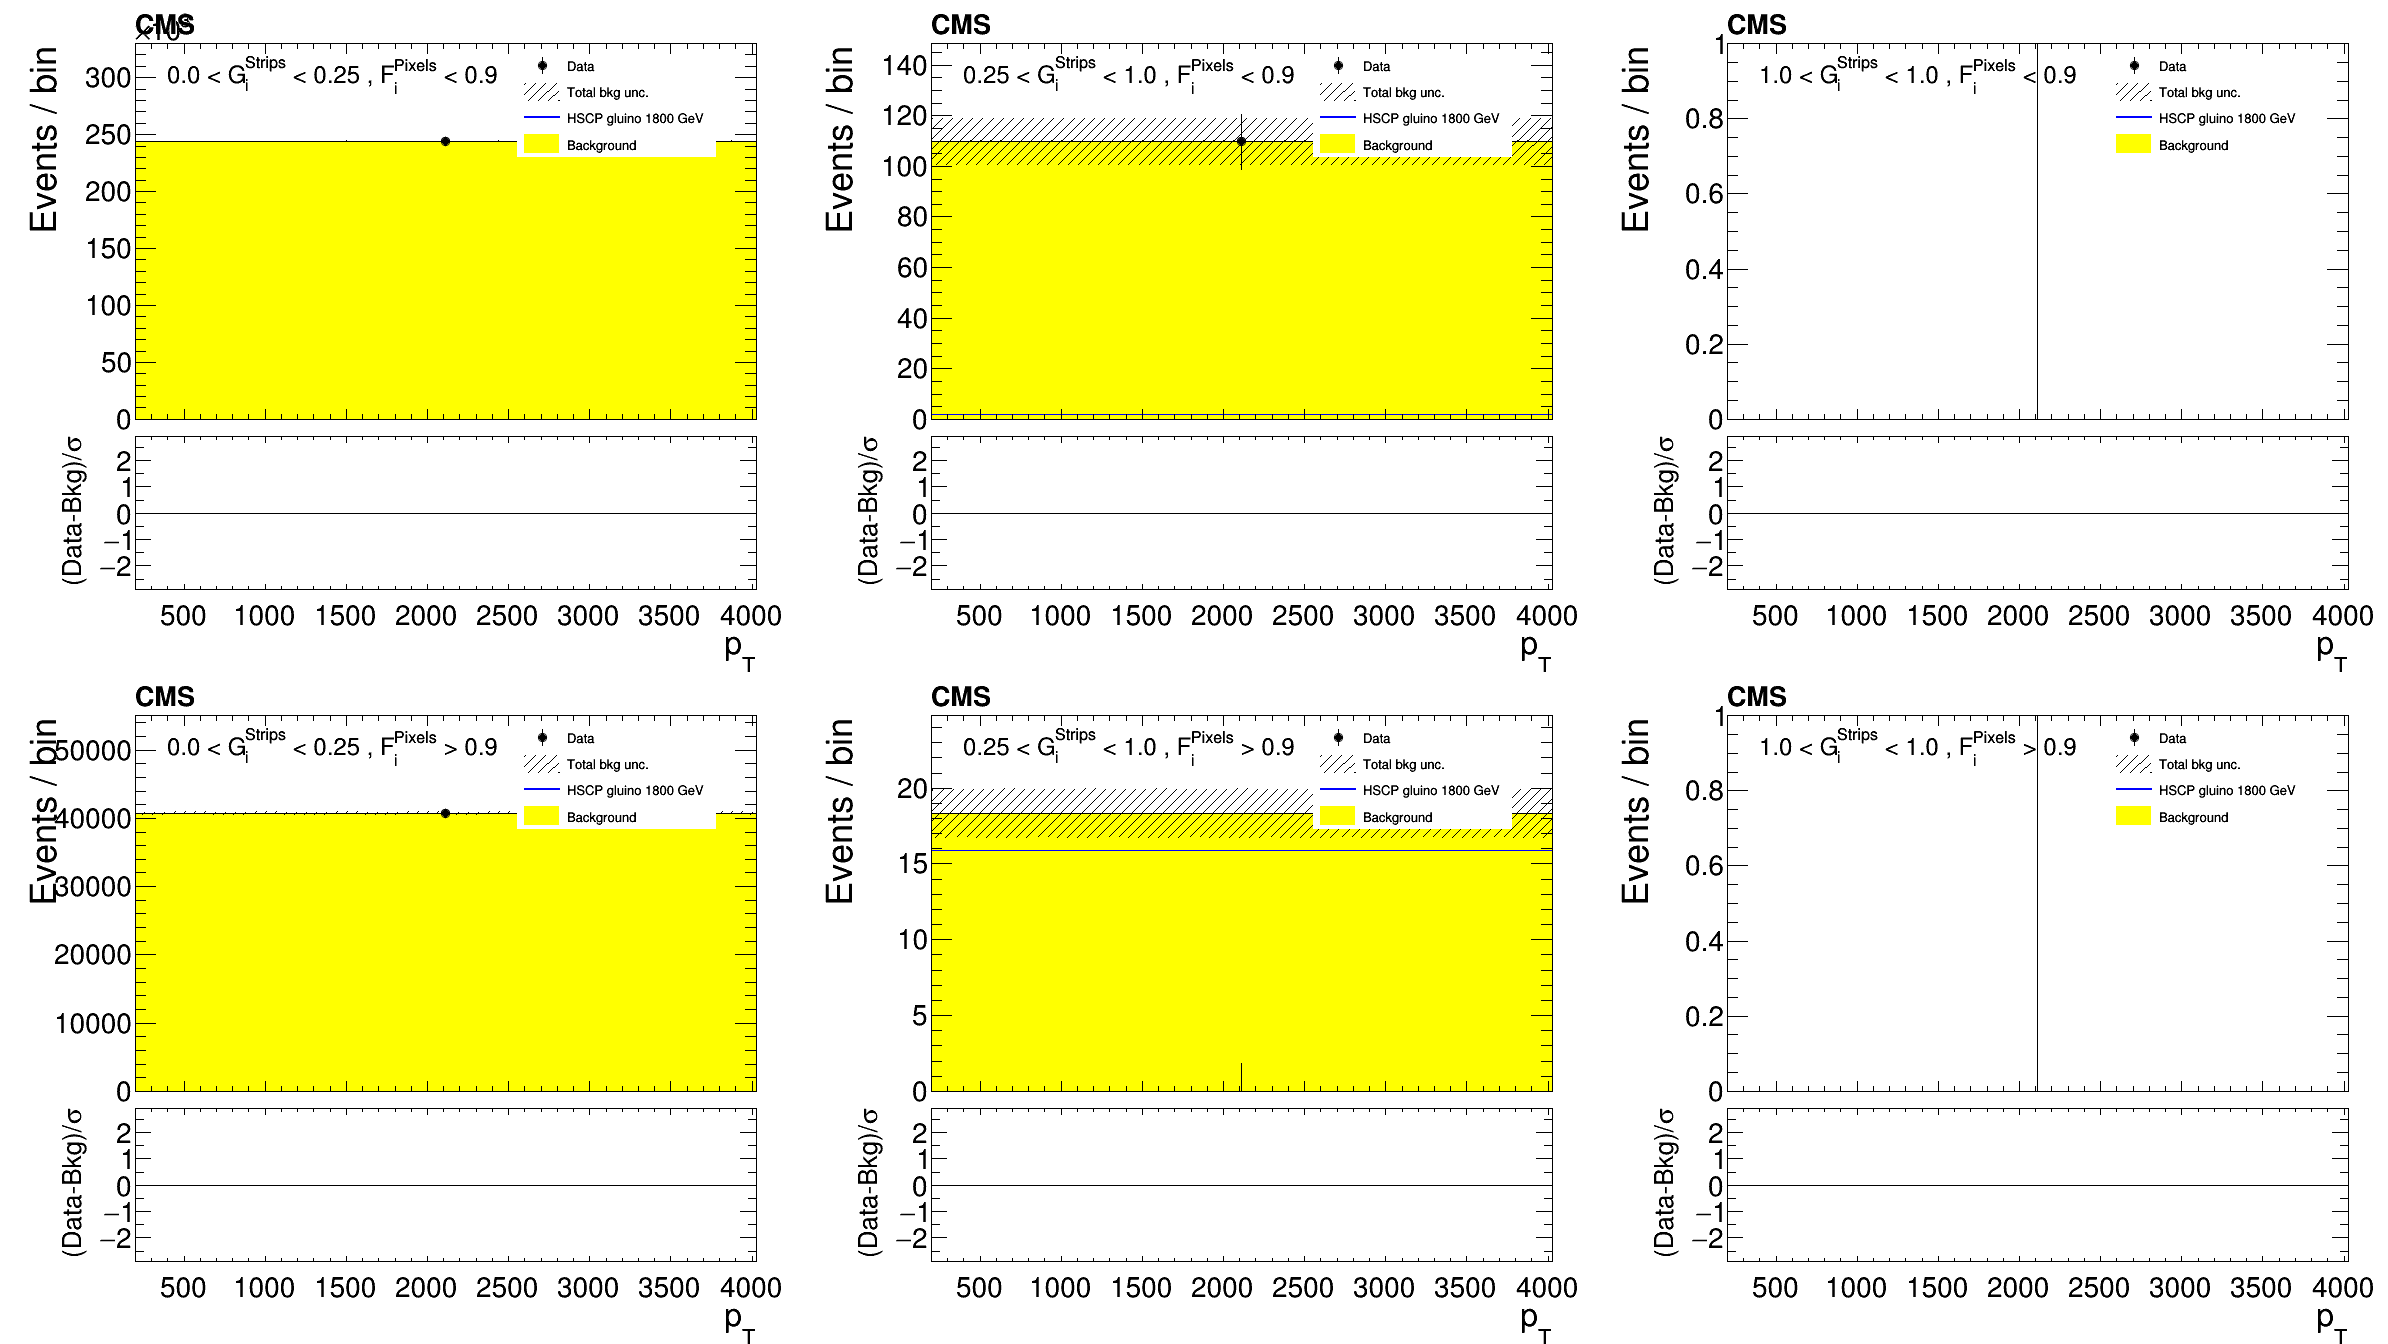 CMS
×10
Events / bin
300
250
200
150
100
50
0
0.0 < G_i^Strips < 0.25 , F_i^Pixels < 0.9
Data
Total bkg unc.
HSCP gluino 1800 GeV
Background
(Data-Bkg)/σ
2
1
0
−1
−2
500 1000 1500 2000 2500 3000 3500 4000
p_T
CMS
Events / bin
140
120
100
80
60
40
20
0
0.25 < G_i^Strips < 1.0 , F_i^Pixels < 0.9
Data
Total bkg unc.
HSCP gluino 1800 GeV
Background
(Data-Bkg)/σ
2
1
0
−1
−2
500 1000 1500 2000 2500 3000 3500 4000
p_T
CMS
Events / bin
1
0.8
0.6
0.4
0.2
0
1.0 < G_i^Strips < 1.0 , F_i^Pixels < 0.9
Data
Total bkg unc.
HSCP gluino 1800 GeV
Background
(Data-Bkg)/σ
2
1
0
−1
−2
500 1000 1500 2000 2500 3000 3500 4000
p_T
CMS
Events / bin
50000
40000
30000
20000
10000
0
0.0 < G_i^Strips < 0.25 , F_i^Pixels > 0.9
Data
Total bkg unc.
HSCP gluino 1800 GeV
Background
(Data-Bkg)/σ
2
1
0
−1
−2
500 1000 1500 2000 2500 3000 3500 4000
p_T
CMS
Events / bin
20
15
10
5
0
0.25 < G_i^Strips < 1.0 , F_i^Pixels > 0.9
Data
Total bkg unc.
HSCP gluino 1800 GeV
Background
(Data-Bkg)/σ
2
1
0
−1
−2
500 1000 1500 2000 2500 3000 3500 4000
p_T
CMS
Events / bin
1
0.8
0.6
0.4
0.2
0
1.0 < G_i^Strips < 1.0 , F_i^Pixels > 0.9
Data
Total bkg unc.
HSCP gluino 1800 GeV
Background
(Data-Bkg)/σ
2
1
0
−1
−2
500 1000 1500 2000 2500 3000 3500 4000
p_T